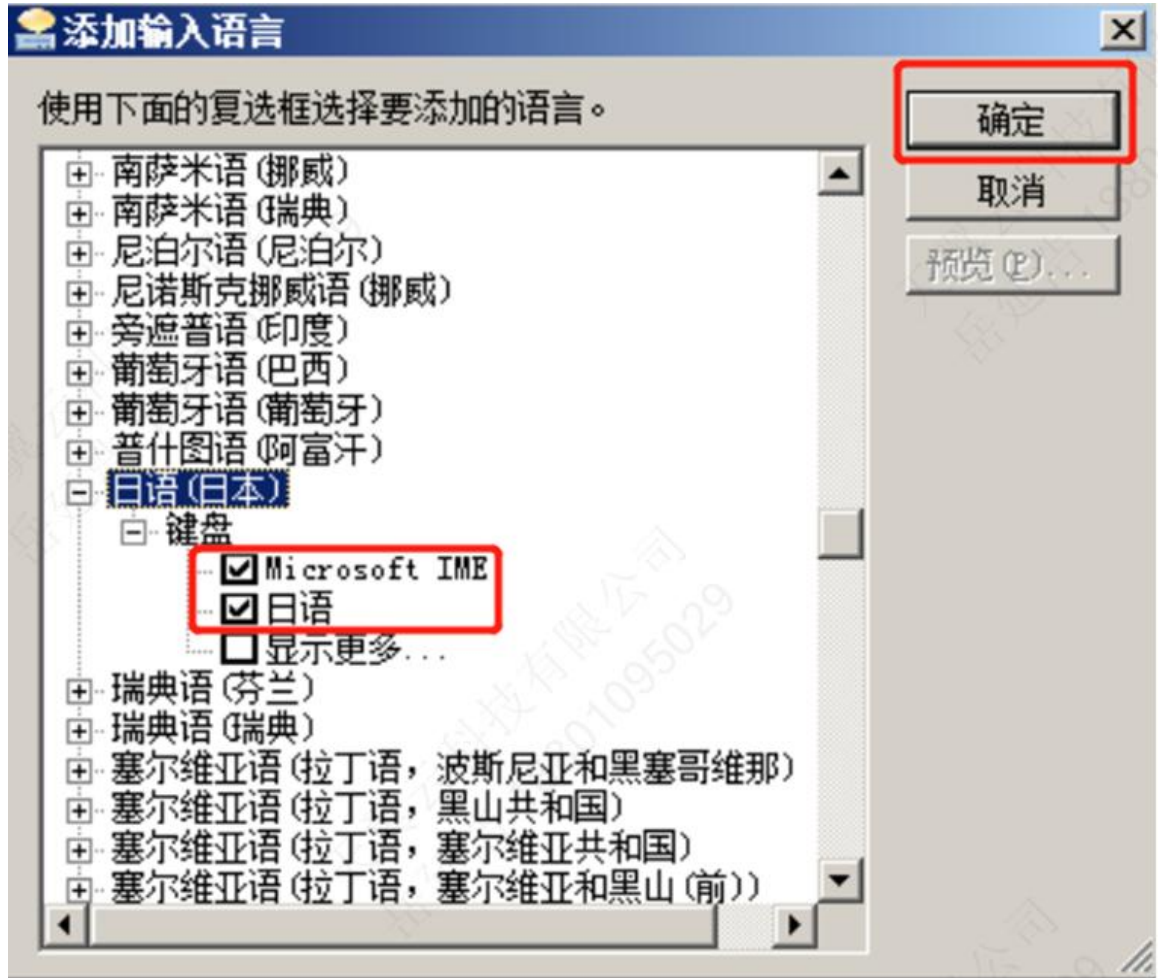 添加输入语言
使用下面的复选框选择要添加的语言。
确定
取消
预览(P)...
南萨米语(挪威)
南萨米语(瑞典)
尼泊尔语(尼泊尔)
尼诺斯克挪威语(挪威)
旁遮普语(印度)
葡萄牙语(巴西)
葡萄牙语(葡萄牙)
普什图语(阿富汗)
日语(日本)
键盘
Microsoft IME
日语
显示更多...
瑞典语(芬兰)
瑞典语(瑞典)
塞尔维亚语(拉丁语，波斯尼亚和黑塞哥维那)
塞尔维亚语(拉丁语，黑山共和国)
塞尔维亚语(拉丁语，塞尔维亚共和国)
塞尔维亚语(拉丁语，塞尔维亚和黑山(前))